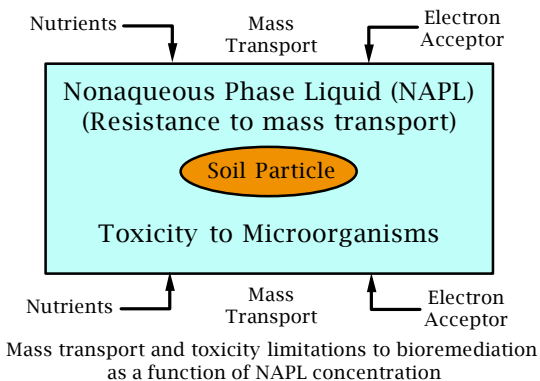 Nutrients
Mass
Transport
Electron
Acceptor
Nonaqueous Phase Liquid (NAPL)
(Resistance to mass transport)
Soil Particle
Toxicity to Microorganisms
Nutrients
Mass
Transport
Electron
Acceptor
Mass transport and toxicity limitations to bioremediation
as a function of NAPL concentration